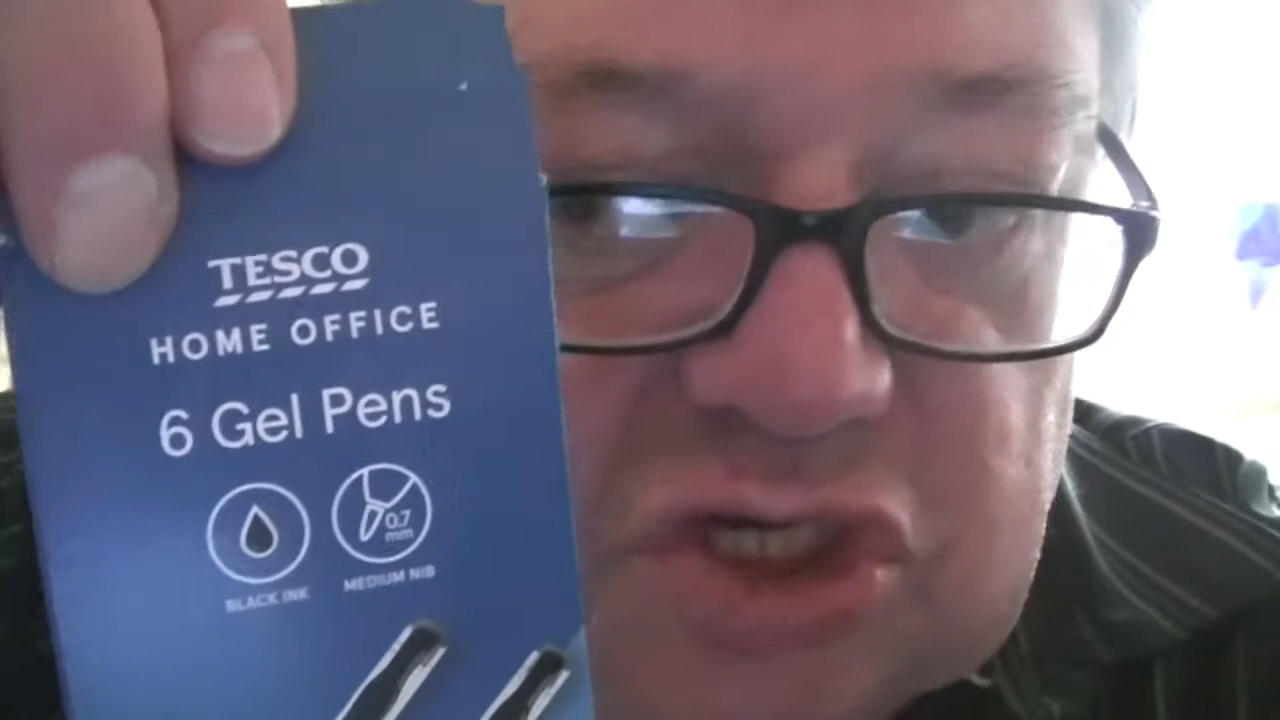 TESCO
HOME OFFICE
6 Gel Pens
0.7
mm
BLACK INK
MEDIUM NIB